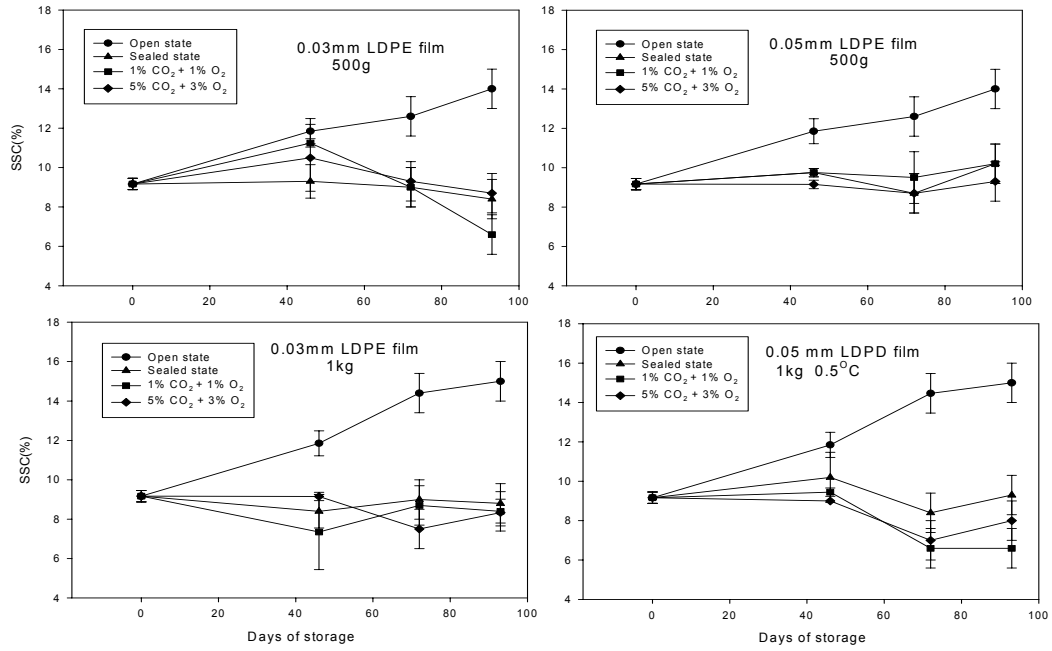 18
16
14
12
10
8
6
4
SSC(%)
Open state
Sealed state
1% CO2 + 1% O2
5% CO2 + 3% O2
0.03mm LDPE film
500g
0 20 40 60 80 100
18
16
14
12
10
8
6
4
Open state
Sealed state
1% CO2 + 1% O2
5% CO2 + 3% O2
0.05mm LDPE film
500g
0 20 40 60 80 100
18
16
14
12
10
8
6
4
SSC(%)
Open state
Sealed state
1% CO2 + 1% O2
5% CO2 + 3% O2
0.03mm LDPE film
1kg
0 20 40 60 80 100
Days of storage
18
16
14
12
10
8
6
4
Open state
Sealed state
1% CO2 + 1% O2
5% CO2 + 3% O2
0.05 mm LDPD film
1kg 0.5°C
0 20 40 60 80 100
Days of storage